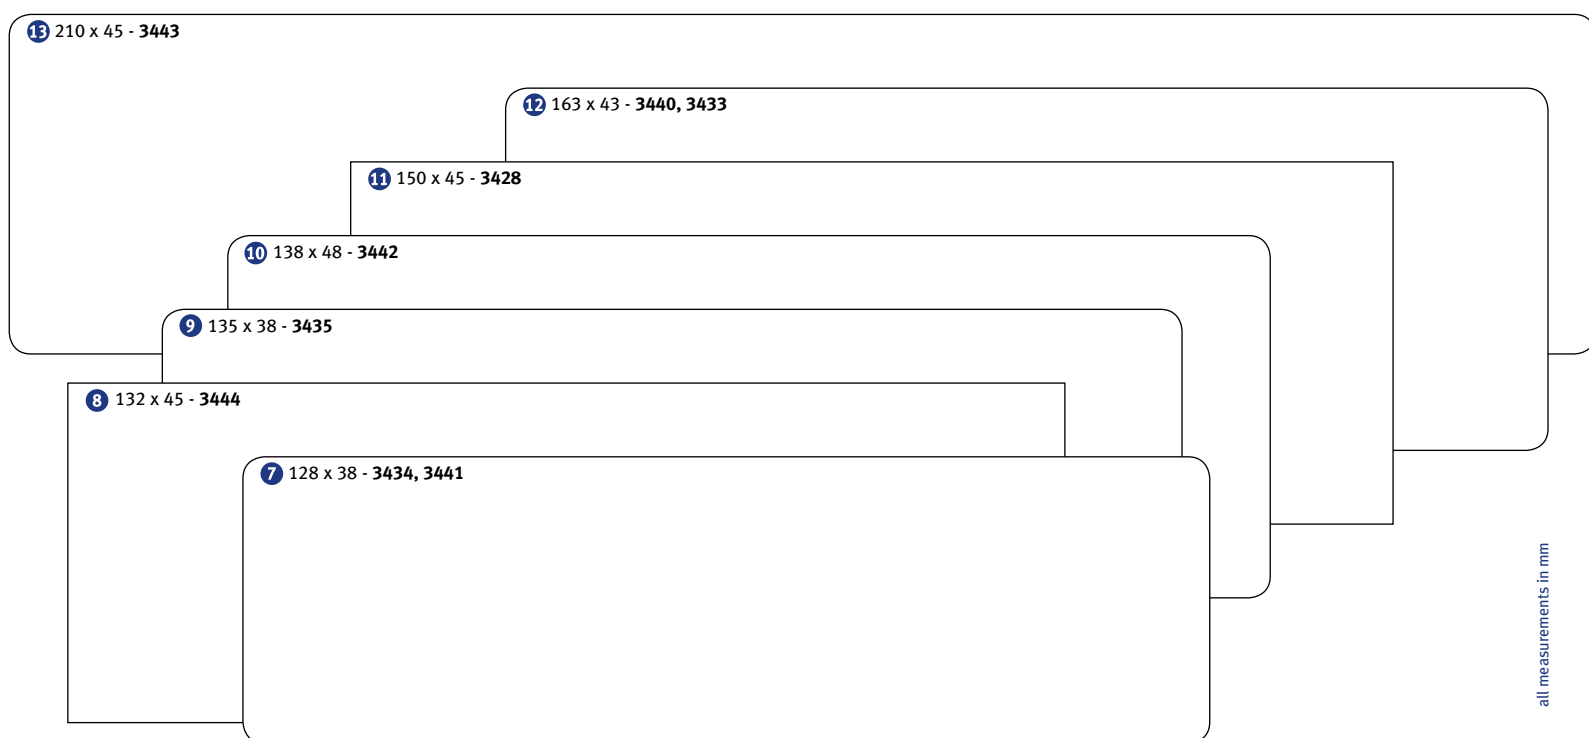 13 210 x 45 - 3443
12 163 x 43 - 3440, 3433
11 150 x 45 - 3428
10 138 x 48 - 3442
9 135 x 38 - 3435
8 132 x 45 - 3444
7 128 x 38 - 3434, 3441
all measurements in mm